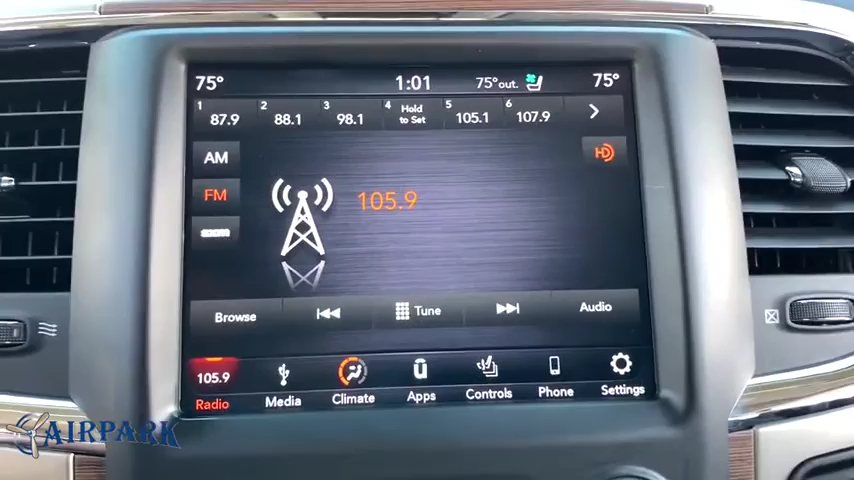 75° 1:01 75°out. 75°
1 87.9 2 88.1 3 98.1 4 Hold to Set 5 105.1 6 107.9
AM
HD
FM
105.9
Browse Tune Audio
105.9
Radio Media Climate Apps Controls Phone Settings
AIRPARK